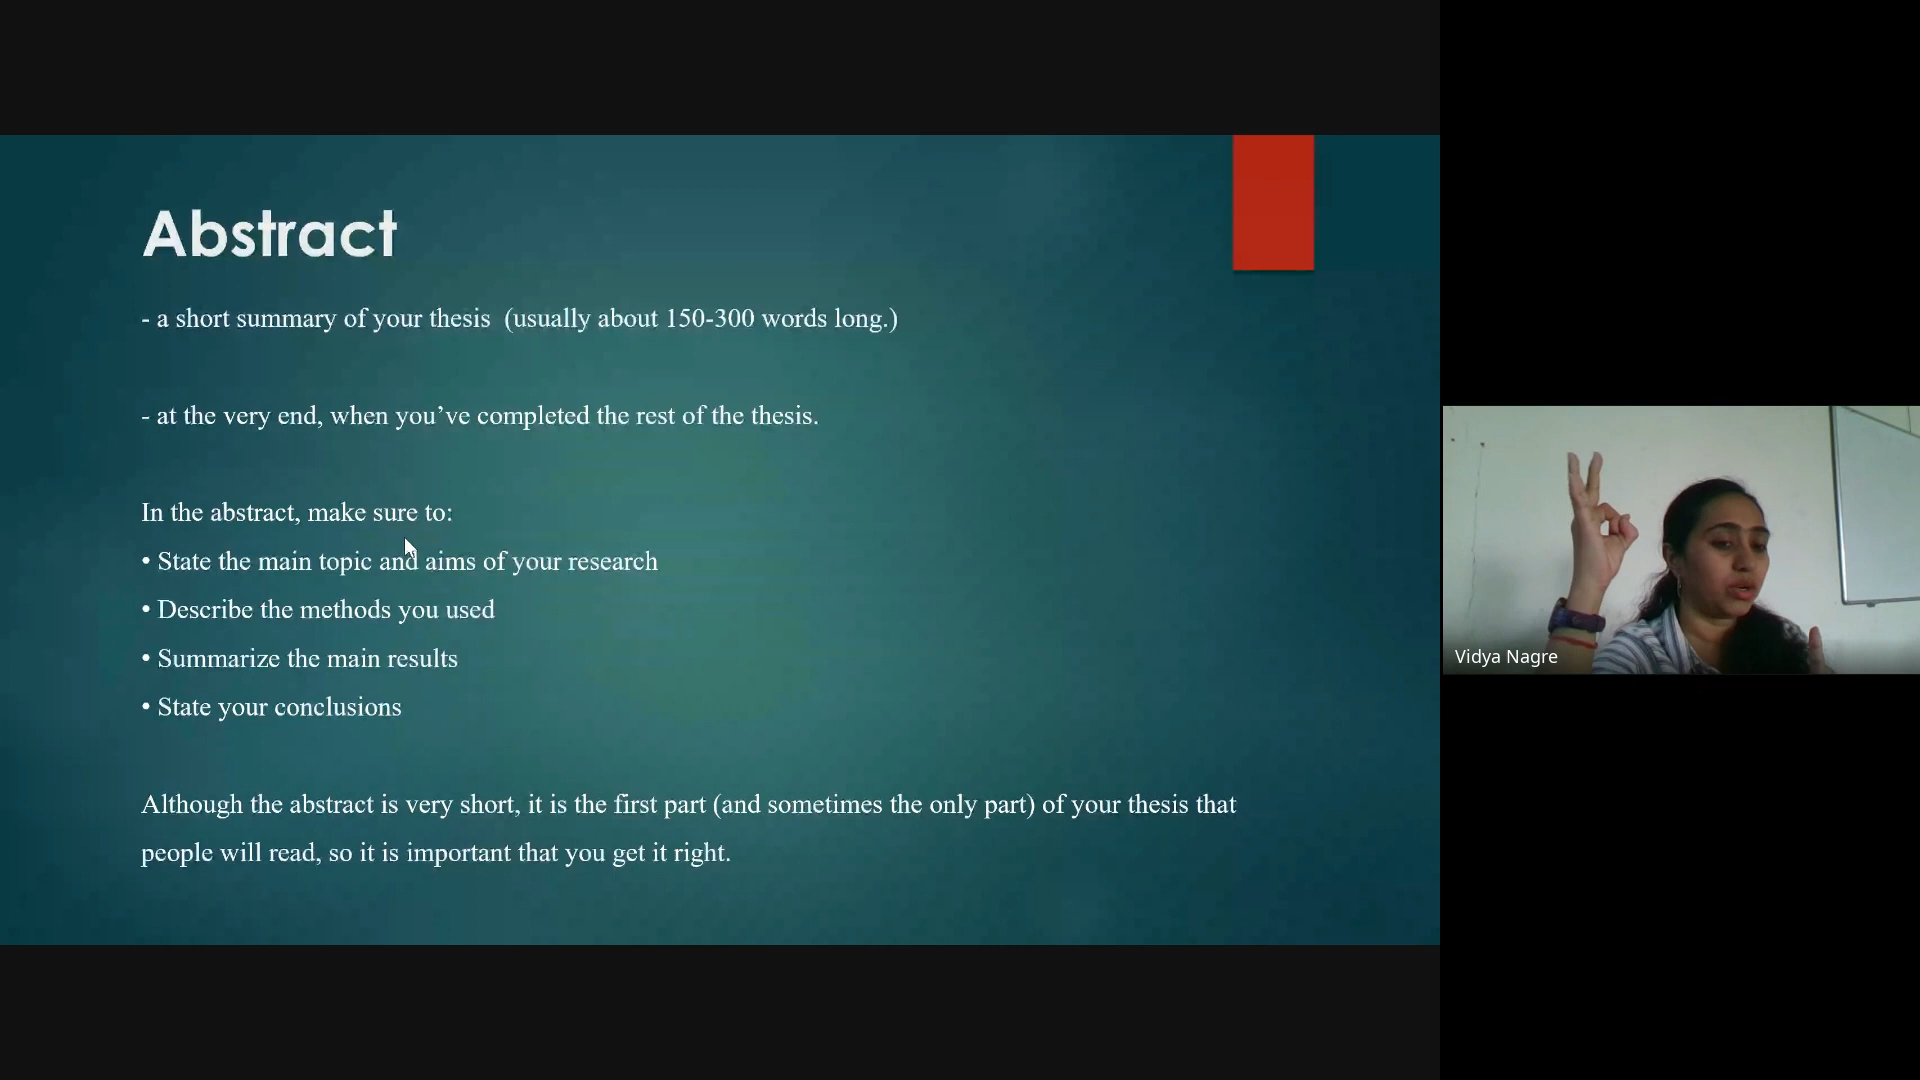 Abstract
- a short summary of your thesis  (usually about 150-300 words long.)
- at the very end, when you’ve completed the rest of the thesis.
In the abstract, make sure to:
• State the main topic and aims of your research
• Describe the methods you used
• Summarize the main results
• State your conclusions
Although the abstract is very short, it is the first part (and sometimes the only part) of your thesis that
people will read, so it is important that you get it right.
Vidya Nagre